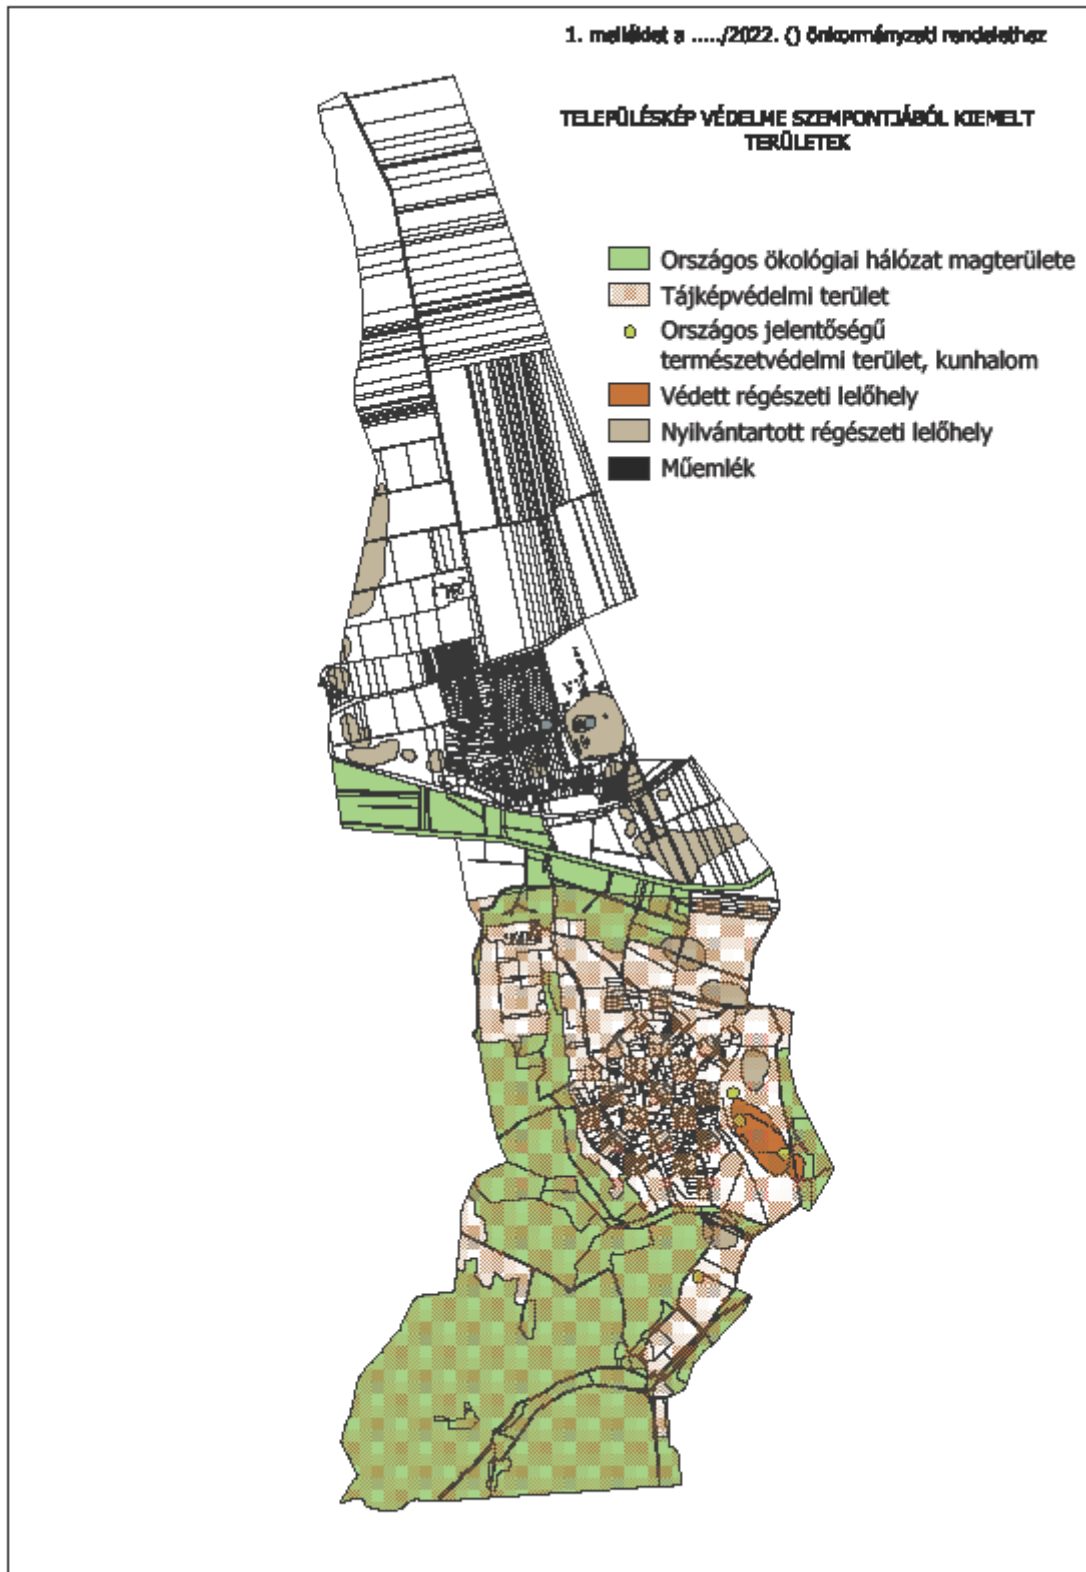 1. melléklet a ...../2022. () önkormányzati rendelethez
TELEPÜLÉSKÉP VÉDELME SZEMPONTJÁBÓL KIEMELT
TERÜLETEK
Országos ökológiai hálózat magterülete
Tájképvédelmi terület
Országos jelentőségű
természetvédelmi terület, kunhalom
Védett régészeti lelőhely
Nyilvántartott régészeti lelőhely
Műemlék